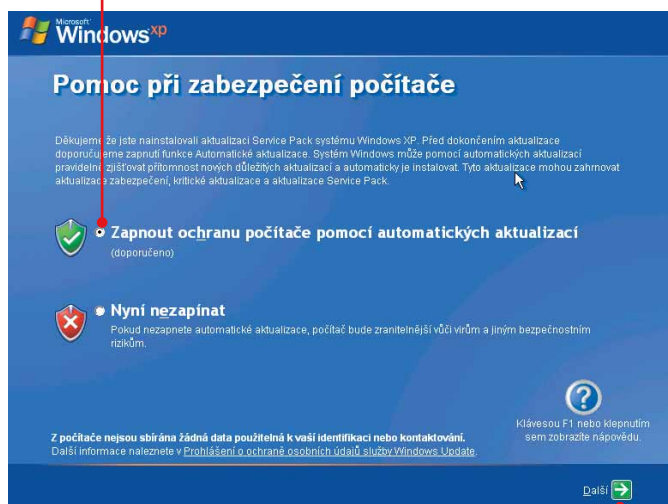 Microsoft
Windows xp
Pomoc při zabezpečení počítače
Děkujeme že jste nainstalovali aktualizaci Service Pack systému Windows XP. Před dokončením aktualizace
doporučujeme zapnutí funkce Automatické aktualizace. Systém Windows může pomocí automatických aktualizací
pravidelně zjišťovat přítomnost nových důležitých aktualizací a automaticky je instalovat. Tyto aktualizace mohou zahrnovat
aktualizace zabezpečení, kritické aktualizace a aktualizace Service Pack.
Zapnout ochranu počítače pomocí automatických aktualizací
(doporučeno)
Nyní nezapínat
Pokud nezapnete automatické aktualizace, počítač bude zranitelnější vůči virům a jiným bezpečnostním
rizikům.
Klávesou F1 nebo klepnutím
sem zobrazíte nápovědu.
Z počítače nejsou sbírána žádná data použitelná k vaší identifikaci nebo kontaktování.
Další informace naleznete v Prohlášení o ochraně osobních údajů služby Windows Update.
Další